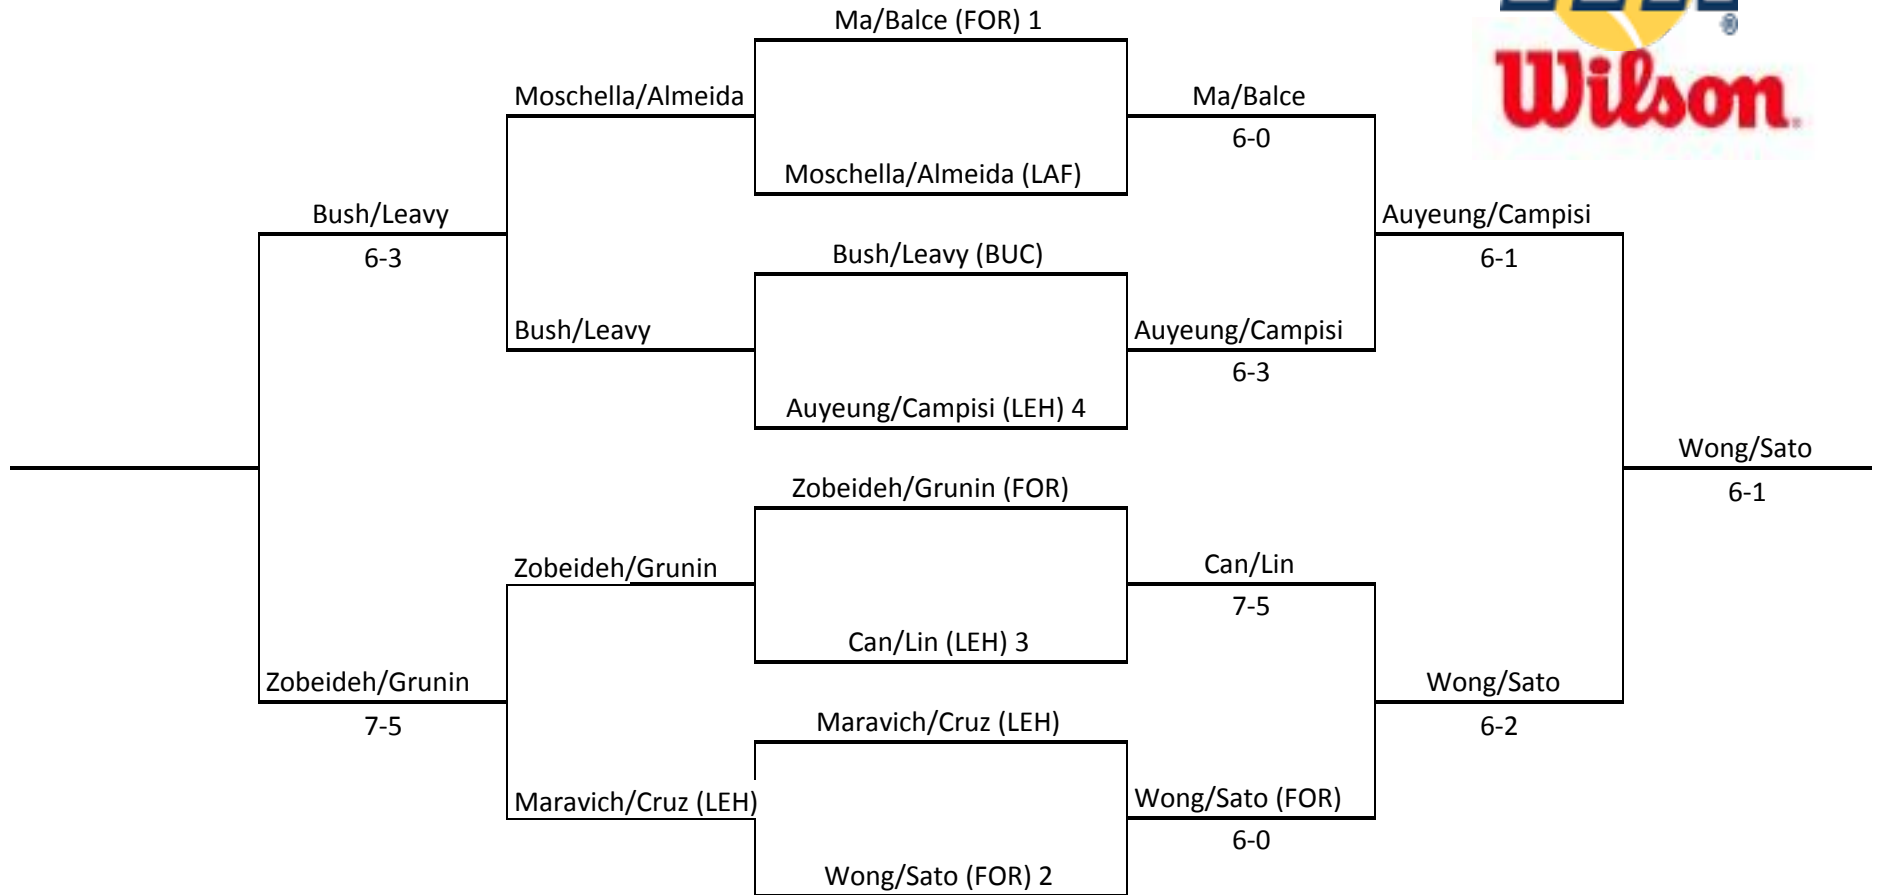 Ma/Balce (FOR) 1
®
Wilson.
Moschella/Almeida
Ma/Balce
6-0
Moschella/Almeida (LAF)
Bush/Leavy
Auyeung/Campisi
6-3
Bush/Leavy (BUC)
6-1
Bush/Leavy
Auyeung/Campisi
6-3
Auyeung/Campisi (LEH) 4
Wong/Sato
Zobeideh/Grunin (FOR)
6-1
Zobeideh/Grunin
Can/Lin
7-5
Can/Lin (LEH) 3
Zobeideh/Grunin
Wong/Sato
7-5
Maravich/Cruz (LEH)
6-2
Maravich/Cruz (LEH)
Wong/Sato (FOR)
6-0
Wong/Sato (FOR) 2